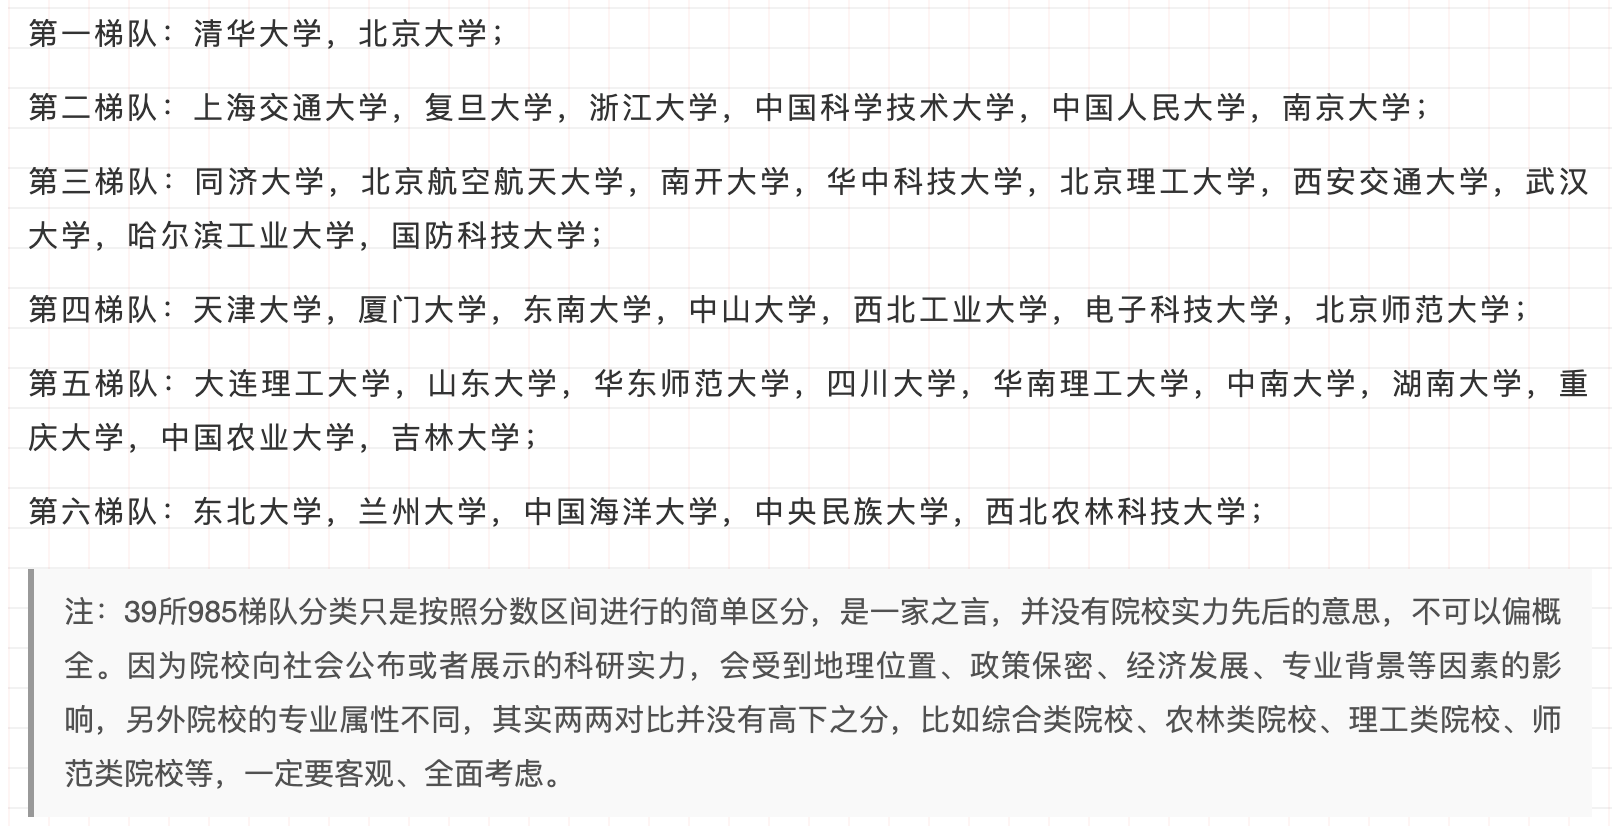 第一梯队：清华大学，北京大学；
第二梯队：上海交通大学，复旦大学，浙江大学，中国科学技术大学，中国人民大学，南京大学；
第三梯队：同济大学，北京航空航天大学，南开大学，华中科技大学，北京理工大学，西安交通大学，武汉
大学，哈尔滨工业大学，国防科技大学；
第四梯队：天津大学，厦门大学，东南大学，中山大学，西北工业大学，电子科技大学，北京师范大学；
第五梯队：大连理工大学，山东大学，华东师范大学，四川大学，华南理工大学，中南大学，湖南大学，重
庆大学，中国农业大学，吉林大学；
第六梯队：东北大学，兰州大学，中国海洋大学，中央民族大学，西北农林科技大学；
注：39所985梯队分类只是按照分数区间进行的简单区分，是一家之言，并没有院校实力先后的意思，不可以偏概
全。因为院校向社会公布或者展示的科研实力，会受到地理位置、政策保密、经济发展、专业背景等因素的影
响，另外院校的专业属性不同，其实两两对比并没有高下之分，比如综合类院校、农林类院校、理工类院校、师
范类院校等，一定要客观、全面考虑。